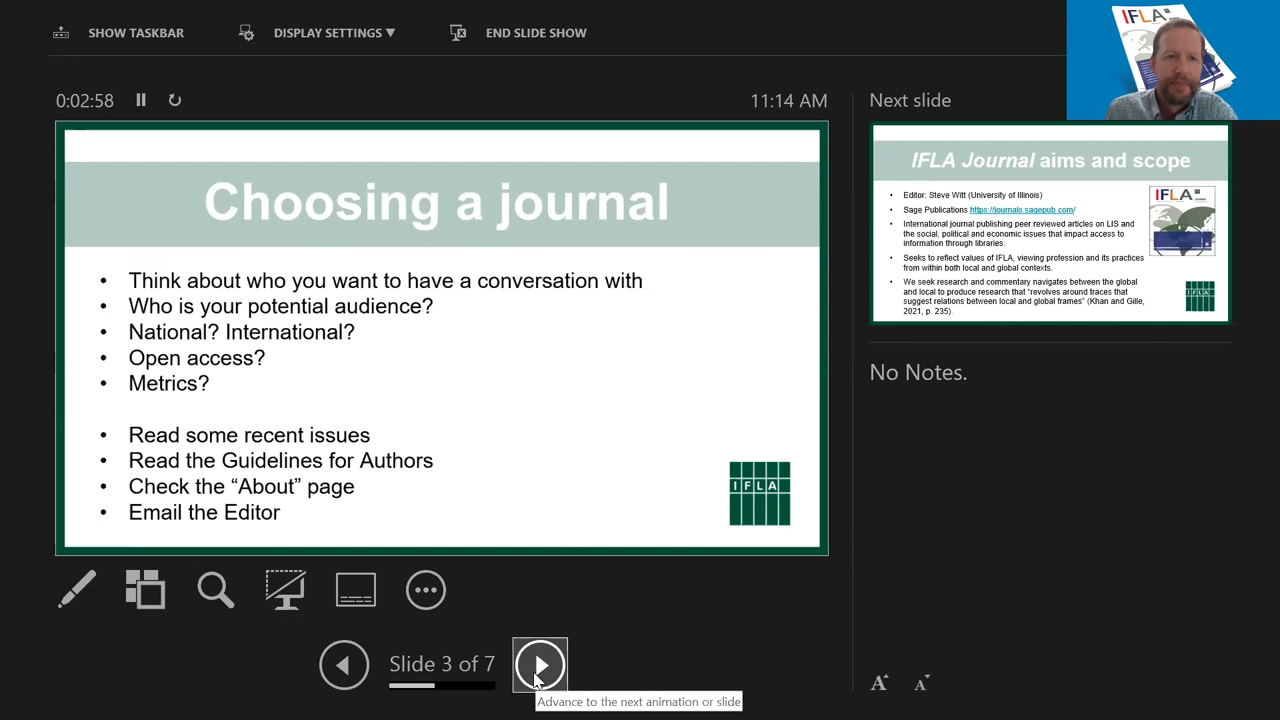 SHOW TASKBAR
DISPLAY SETTINGS ▼
END SLIDE SHOW
IFLA
0:02:58
11:14 AM
Next slide
Choosing a journal
• Think about who you want to have a conversation with
• Who is your potential audience?
• National? International?
• Open access?
• Metrics?
• Read some recent issues
• Read the Guidelines for Authors
• Check the “About” page
• Email the Editor
IFLA
IFLA Journal aims and scope
• Editor: Steve Witt (University of Illinois)
• Sage Publications https://journals.sagepub.com/
• International journal publishing peer reviewed articles on LIS and
the social, political and economic issues that impact access to
information through libraries.
• Seeks to reflect values of IFLA, viewing profession and its practices
from within both local and global contexts.
• We seek research and commentary navigates between the global
and local to produce research that “revolves around traces that
suggest relations between local and global frames” (Khan and Gille,
2021, p. 235).
IFLA
IFLA
No Notes.
Slide 3 of 7
Advance to the next animation or slide
A A